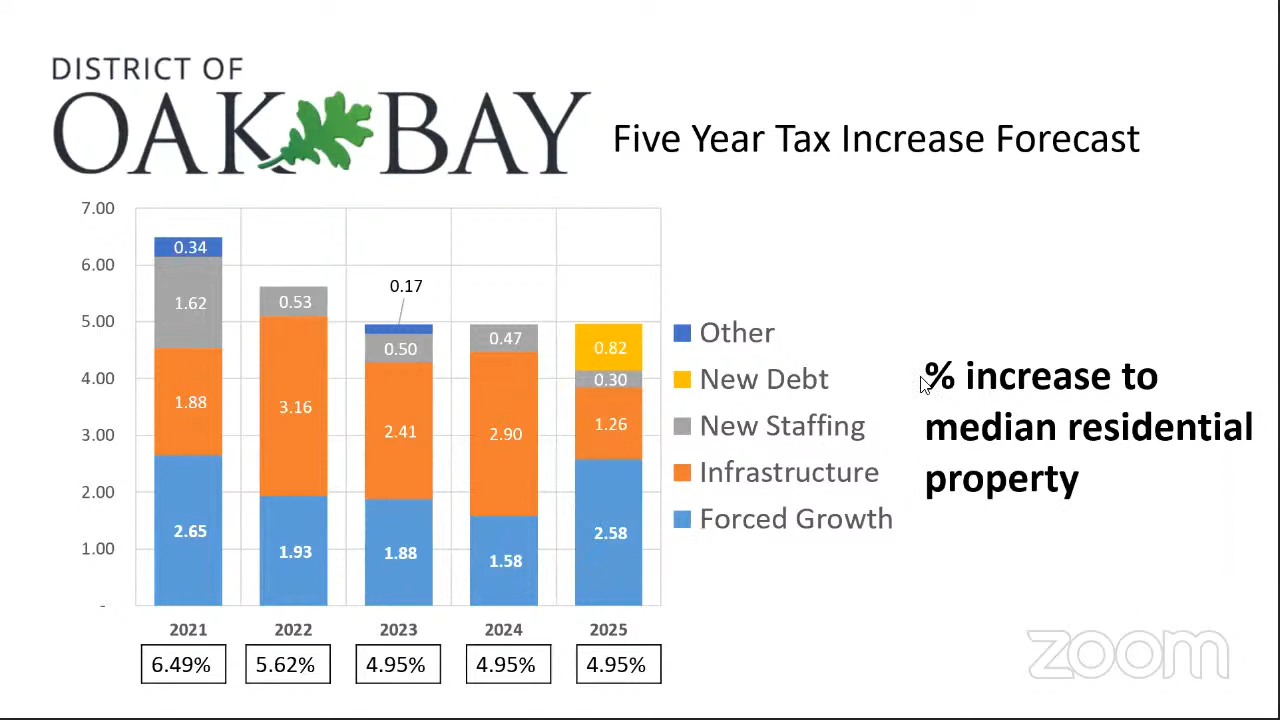 DISTRICT OF
OAK BAY
Five Year Tax Increase Forecast
7.00
6.00
5.00
4.00
3.00
2.00
1.00
-
0.34
1.62
1.88
2.65
0.53
3.16
1.93
0.17
0.50
2.41
1.88
0.47
2.90
1.58
0.82
0.30
1.26
2.58
2021 2022 2023 2024 2025
6.49% 5.62% 4.95% 4.95% 4.95%
Other
New Debt
New Staffing
Infrastructure
Forced Growth
% increase to
median residential
property
zoom